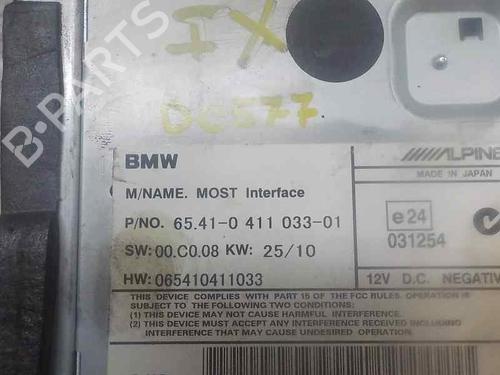 IX
OC577
B-PARTS
BMW
ALPINE
MADE IN JAPAN
M/NAME. MOST Interface
P/NO. 65.41-0 411 033-01
e24
031254
SW:00.C0.08 KW: 25/10
HW:065410411033
12V D.C. NEGATIV
THIS DEVICE COMPLIES WITH PART 15 OF THE FCC RULES. OPERATION IS
SUBJECT TO THE FOLLOWING TWO CONDITIONS:
(1) THIS DEVICE MAY NOT CAUSE HARMFUL INTERFERENCE.
(2) THIS DEVICE MUST ACCEPT ANY INTERFERENCE RECEIVED INCLUDING
INTERFERENCE THAT MAY CAUSE UNDESIRED OPERATION.